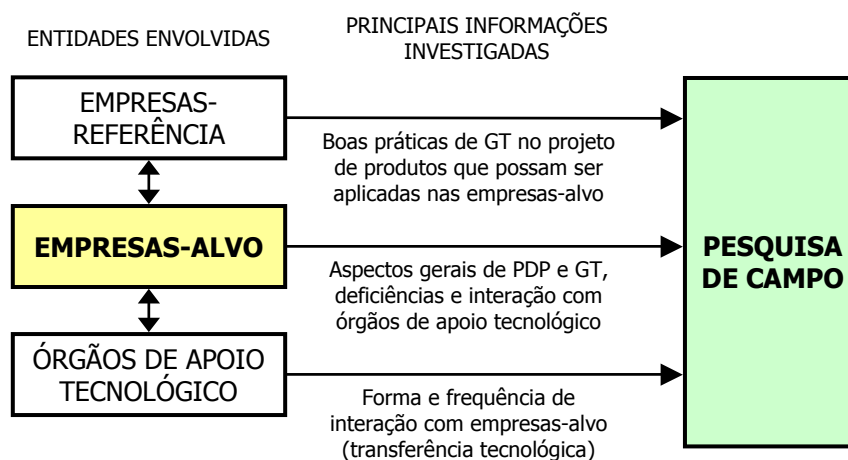 ENTIDADES ENVOLVIDAS
PRINCIPAIS INFORMAÇÕES
INVESTIGADAS
EMPRESAS-
REFERÊNCIA
Boas práticas de GT no projeto
de produtos que possam ser
aplicadas nas empresas-alvo
EMPRESAS-ALVO
Aspectos gerais de PDP e GT,
deficiências e interação com
órgãos de apoio tecnológico
ÓRGÃOS DE APOIO
TECNOLÓGICO
Forma e frequência de
interação com empresas-alvo
(transferência tecnológica)
PESQUISA
DE CAMPO